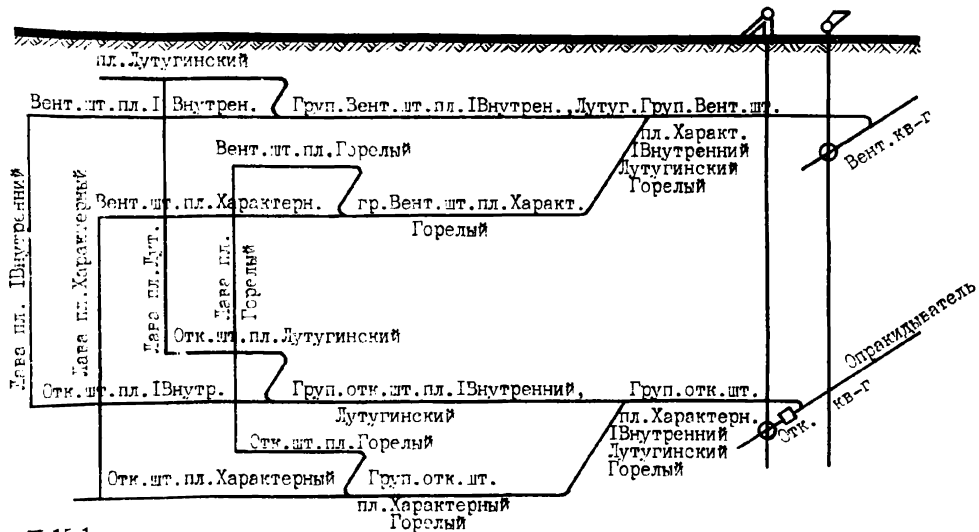 пл.Лутугинский
Вент.шт.пл.IВнутрен.
Груп.Вент.шт.пл.IВнутрен.,Лутуг.
Груп.Вент.шт.
пл.Характ.
IВнутренний
Лутугинский
Горелый
Вент.кв-г
Вент.шт.пл.Горелый
Вент.шт.пл.Характерн.
гр.Вент.шт.пл.Характ.
Горелый
Лава пл. IВнутренний
Лава пл.Характерный
Лава пл.Лут.
Лава пл.
Горелый
Отк.шт.пл.Лутугинский
Отк.шт.пл.IВнутр.
Груп.отк.шт.пл.IВнутренний,
Лутугинский
Груп.отк.шт.
пл.Характерн.
IВнутренний
Лутугинский
Горелый
Опракидыватель
Отк. кв-г
Отк.шт.пл.Горелый
Отк.шт.пл.Характерный
Груп.отк.шт.
пл.Характерный
Горелый